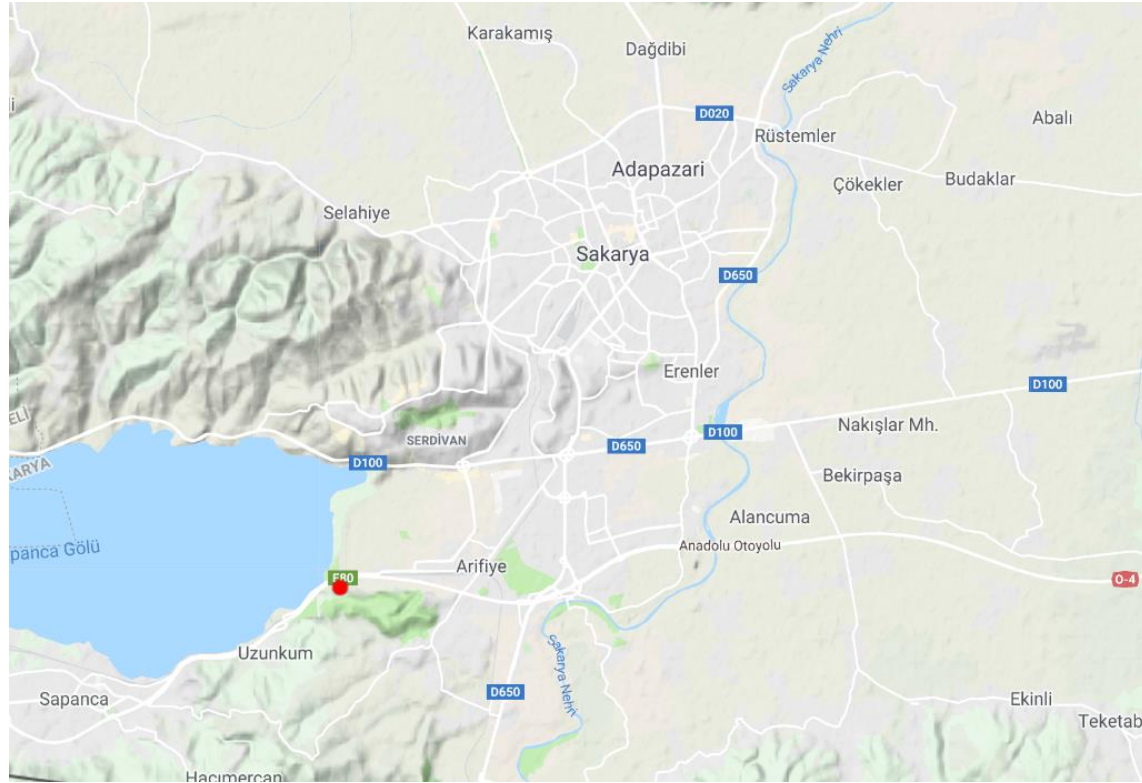 Karakamış
Dağdibi
Sakarya Nehri
D020
Abalı
Rüstemler
Adapazari
Çökekler
Budaklar
Selahiye
Sakarya
D650
Erenler
D100
ELİ
Nakışlar Mh.
SERDİVAN
D650
D100
D100
KARYA
Bekirpaşa
Alancuma
panca Gölü
Anadolu Otoyolu
Arifiye
E80
O-4
Uzunkum
Sakarya Nehri
D650
Sapanca
Ekinli
Teketab
Hacımercan